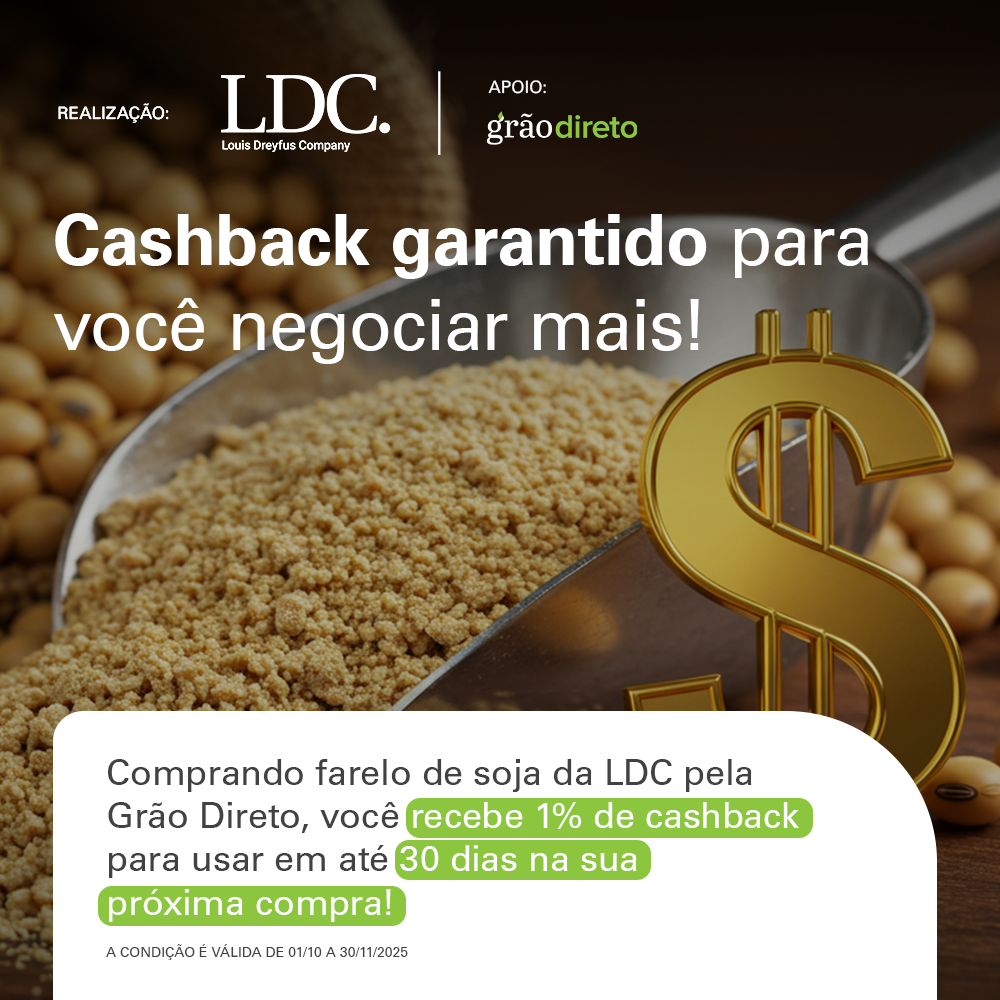 REALIZAÇÃO:
LDC.
Louis Dreyfus Company
APOIO:
grão direto
Cashback garantido para
você negociar mais!
Comprando farelo de soja da LDC pela
Grão Direto, você recebe 1% de cashback
para usar em até 30 dias na sua
próxima compra!
A CONDIÇÃO É VÁLIDA DE 01/10 A 30/11/2025